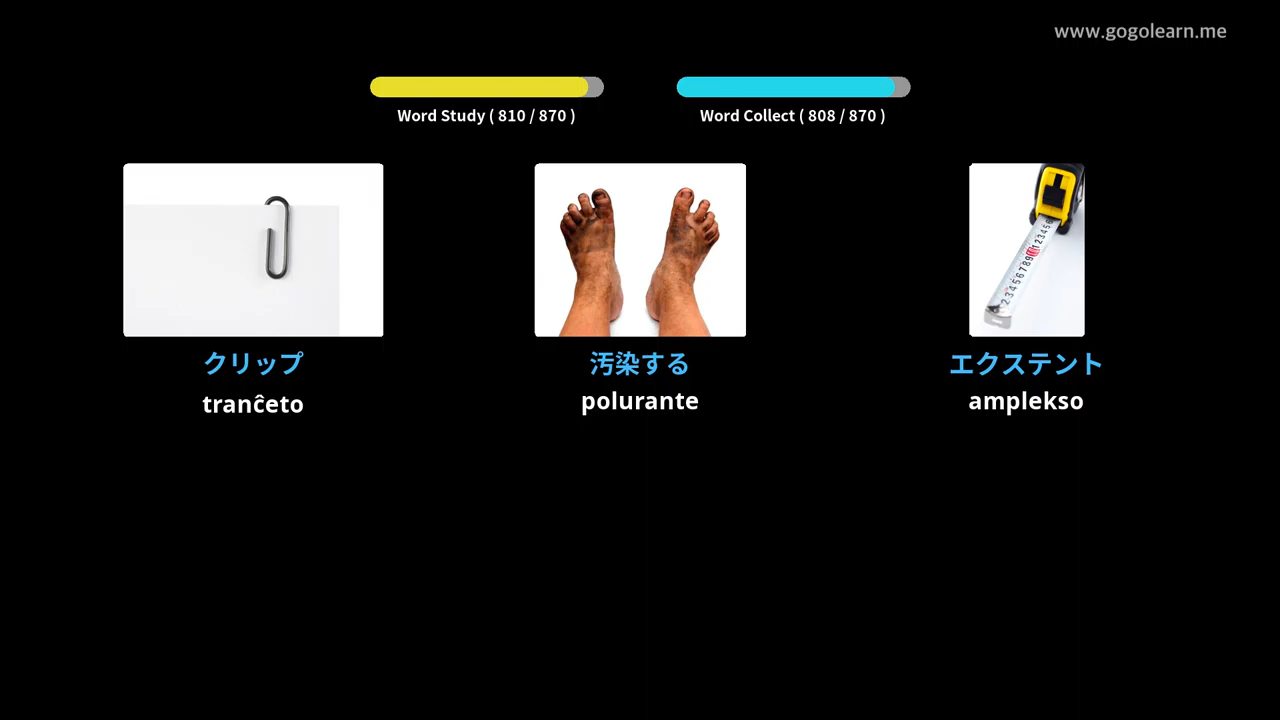 www.gogolearn.me
Word Study ( 810 / 870 )
Word Collect ( 808 / 870 )
クリップ
tranĉeto
汚染する
polurante
エクステント
amplekso